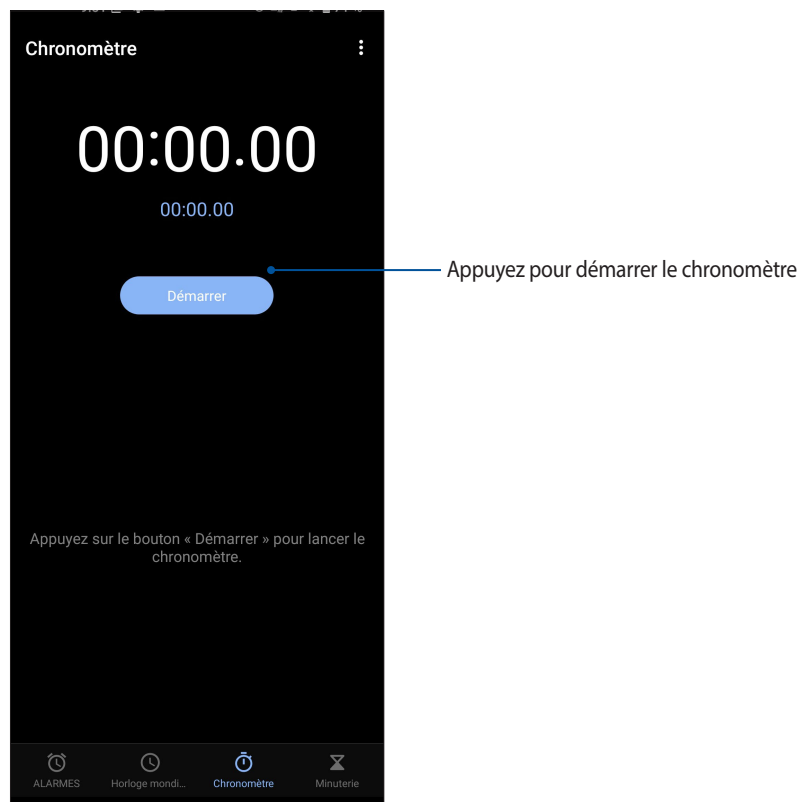 Chronomètre
00:00.00
00:00.00
Appuyez pour démarrer le chronomètre
Démarrer
Appuyez sur le bouton « Démarrer » pour lancer le
chronomètre.
ALARMES
Horloge mondi...
Chronomètre
Minuterie